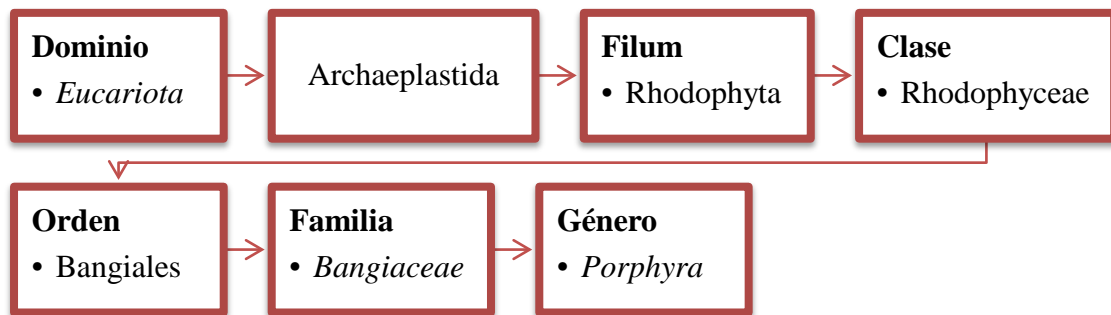 Dominio
• Eucariota
Archaeplastida
Filum
• Rhodophyta
Clase
• Rhodophyceae
Orden
• Bangiales
Familia
• Bangiaceae
Género
• Porphyra